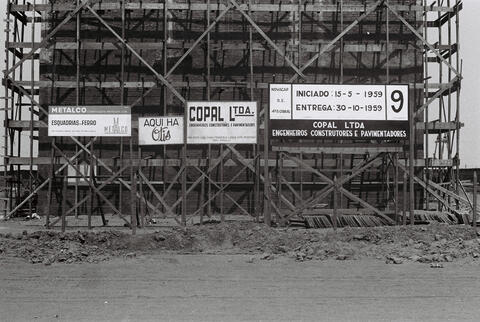 METALCO
ESQUADRIAS - FERRO
METALCO
AQUI HÁ
Otis
COPAL LTDA.
ENGENHEIROS CONSTRUTORES E PAVIMENTADORES
NOVACAP
INICIADO: 15-5-1959
ENTREGA: 30-10-1959
9
COPAL LTDA
ENGENHEIROS CONSTRUTORES E PAVIMENTADORES